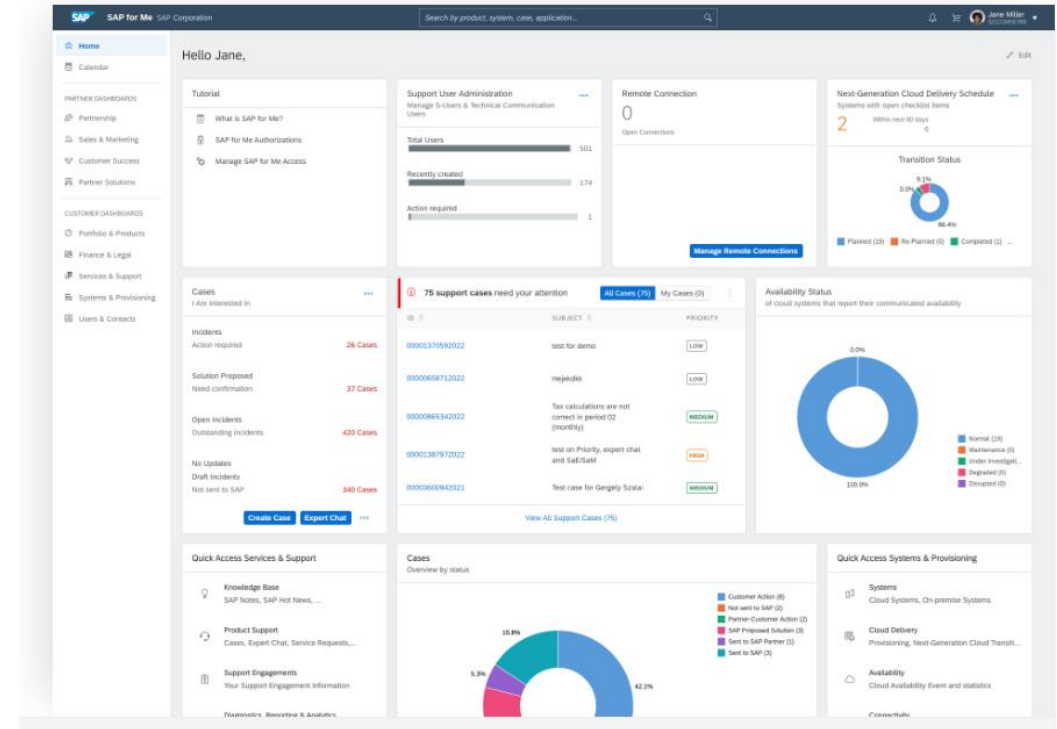 SAP SAP for Me SAP Corporation
Search by product, system, case, application...
Jane Miller
Home
Calendar
PARTNER DASHBOARDS
Partnership
Sales & Marketing
Customer Success
Partner Solutions
CUSTOMER DASHBOARDS
Portfolio & Products
Finance & Legal
Services & Support
Systems & Provisioning
Users & Contacts
Hello Jane,
Edit
Tutorial
What is SAP for Me?
SAP for Me Authorizations
Manage SAP for Me Access
Support User Administration
Manage S-Users & Technical Communication
Users
Total Users
501
Recently created
174
Action required
1
Remote Connection
0
Open Connections
Manage Remote Connections
Next-Generation Cloud Delivery Schedule
Systems with open checklist items
2
Within next 60 days
0
Transition Status
9.1%
0.0%
86.4%
Planned (19) Re-Planned (0) Completed (1) ...
Cases
I Am Interested In
Incidents
Action required 26 Cases
Solution Proposed
Need confirmation 37 Cases
Open Incidents
Outstanding incidents 420 Cases
No Updates
Draft Incidents
Not sent to SAP 340 Cases
Create Case Expert Chat
75 support cases need your attention All Cases (75) My Cases (0)
ID SUBJECT PRIORITY
00001370592022 test for demo LOW
00000658712022 Hejekdkk LOW
00000865342022 Tax calculations are not
correct in period 02
(monthly) MEDIUM
00001387972022 test on Priority, expert chat
and SaE/SaM HIGH
00003600942021 Test case for Gergely Szalai MEDIUM
View All Support Cases (75)
Availability Status
of cloud systems that report their communicated availability
0.0%
100.0%
Normal (19)
Maintenance (0)
Under Investigati...
Degraded (0)
Disrupted (0)
Quick Access Services & Support
Knowledge Base
SAP Notes, SAP Hot News, ...
Product Support
Cases, Expert Chat, Service Requests,...
Support Engagements
Your Support Engagement Information
Diagnostics, Reporting & Analytics
Cases
Overview by status
15.8%
5.3%
42.1%
Customer Action (8)
Not sent to SAP (2)
Partner-Customer Action (2)
SAP Proposed Solution (3)
Sent to SAP Partner (1)
Sent to SAP (3)
Quick Access Systems & Provisioning
Systems
Cloud Systems, On-premise Systems
Cloud Delivery
Provisioning, Next-Generation Cloud Transiti...
Availability
Cloud Availability Event and statistics
Connectivity